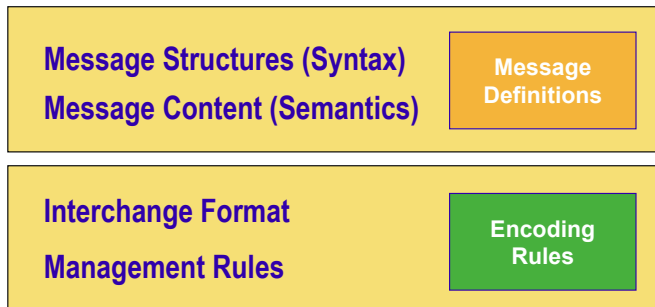 Message Structures (Syntax)
Message Content (Semantics)
Message
Definitions
Interchange Format
Management Rules
Encoding
Rules